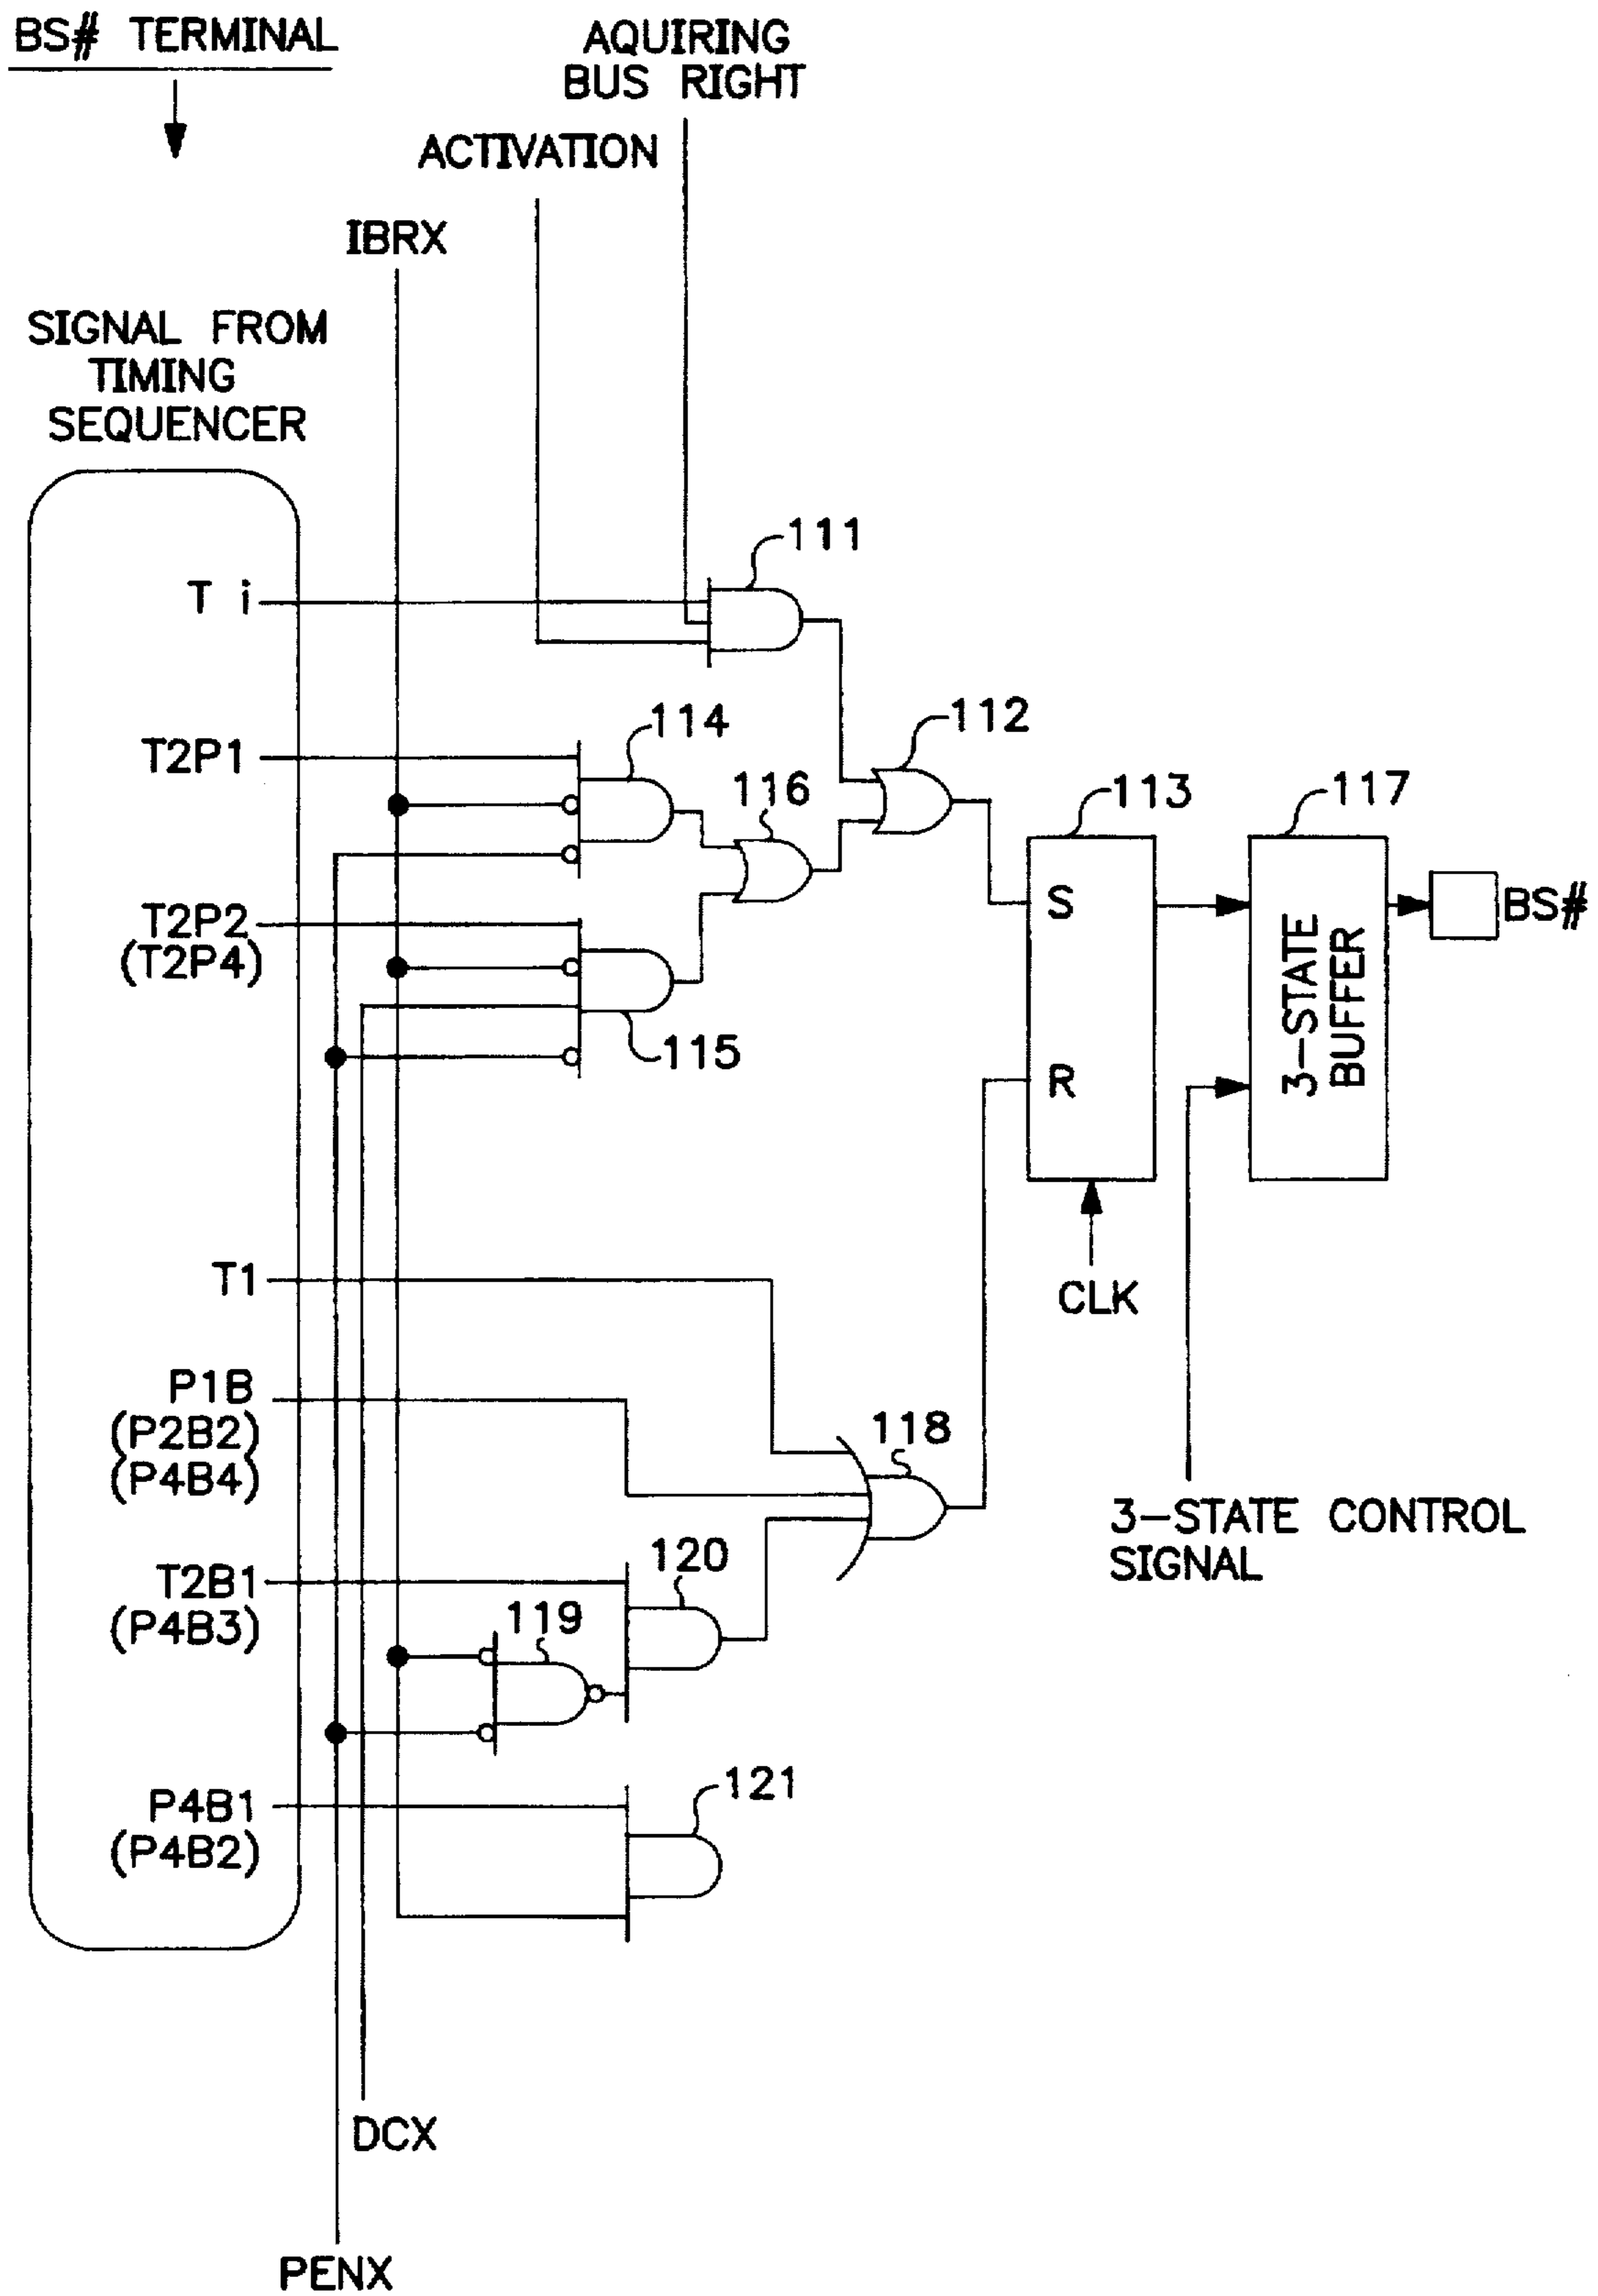 BS# TERMINAL
AQUIRING
BUS RIGHT
ACTIVATION
IBRX
SIGNAL FROM
TIMING
SEQUENCER
111
T i
114
112
T2P1
116
113
117
T2P2
(T2P4)
S
BS#
3-STATE
BUFFER
115
R
T1
CLK
P1B
(P2B2)
(P4B4)
118
3-STATE CONTROL
SIGNAL
120
T2B1
(P4B3)
119
121
P4B1
(P4B2)
DCX
PENX